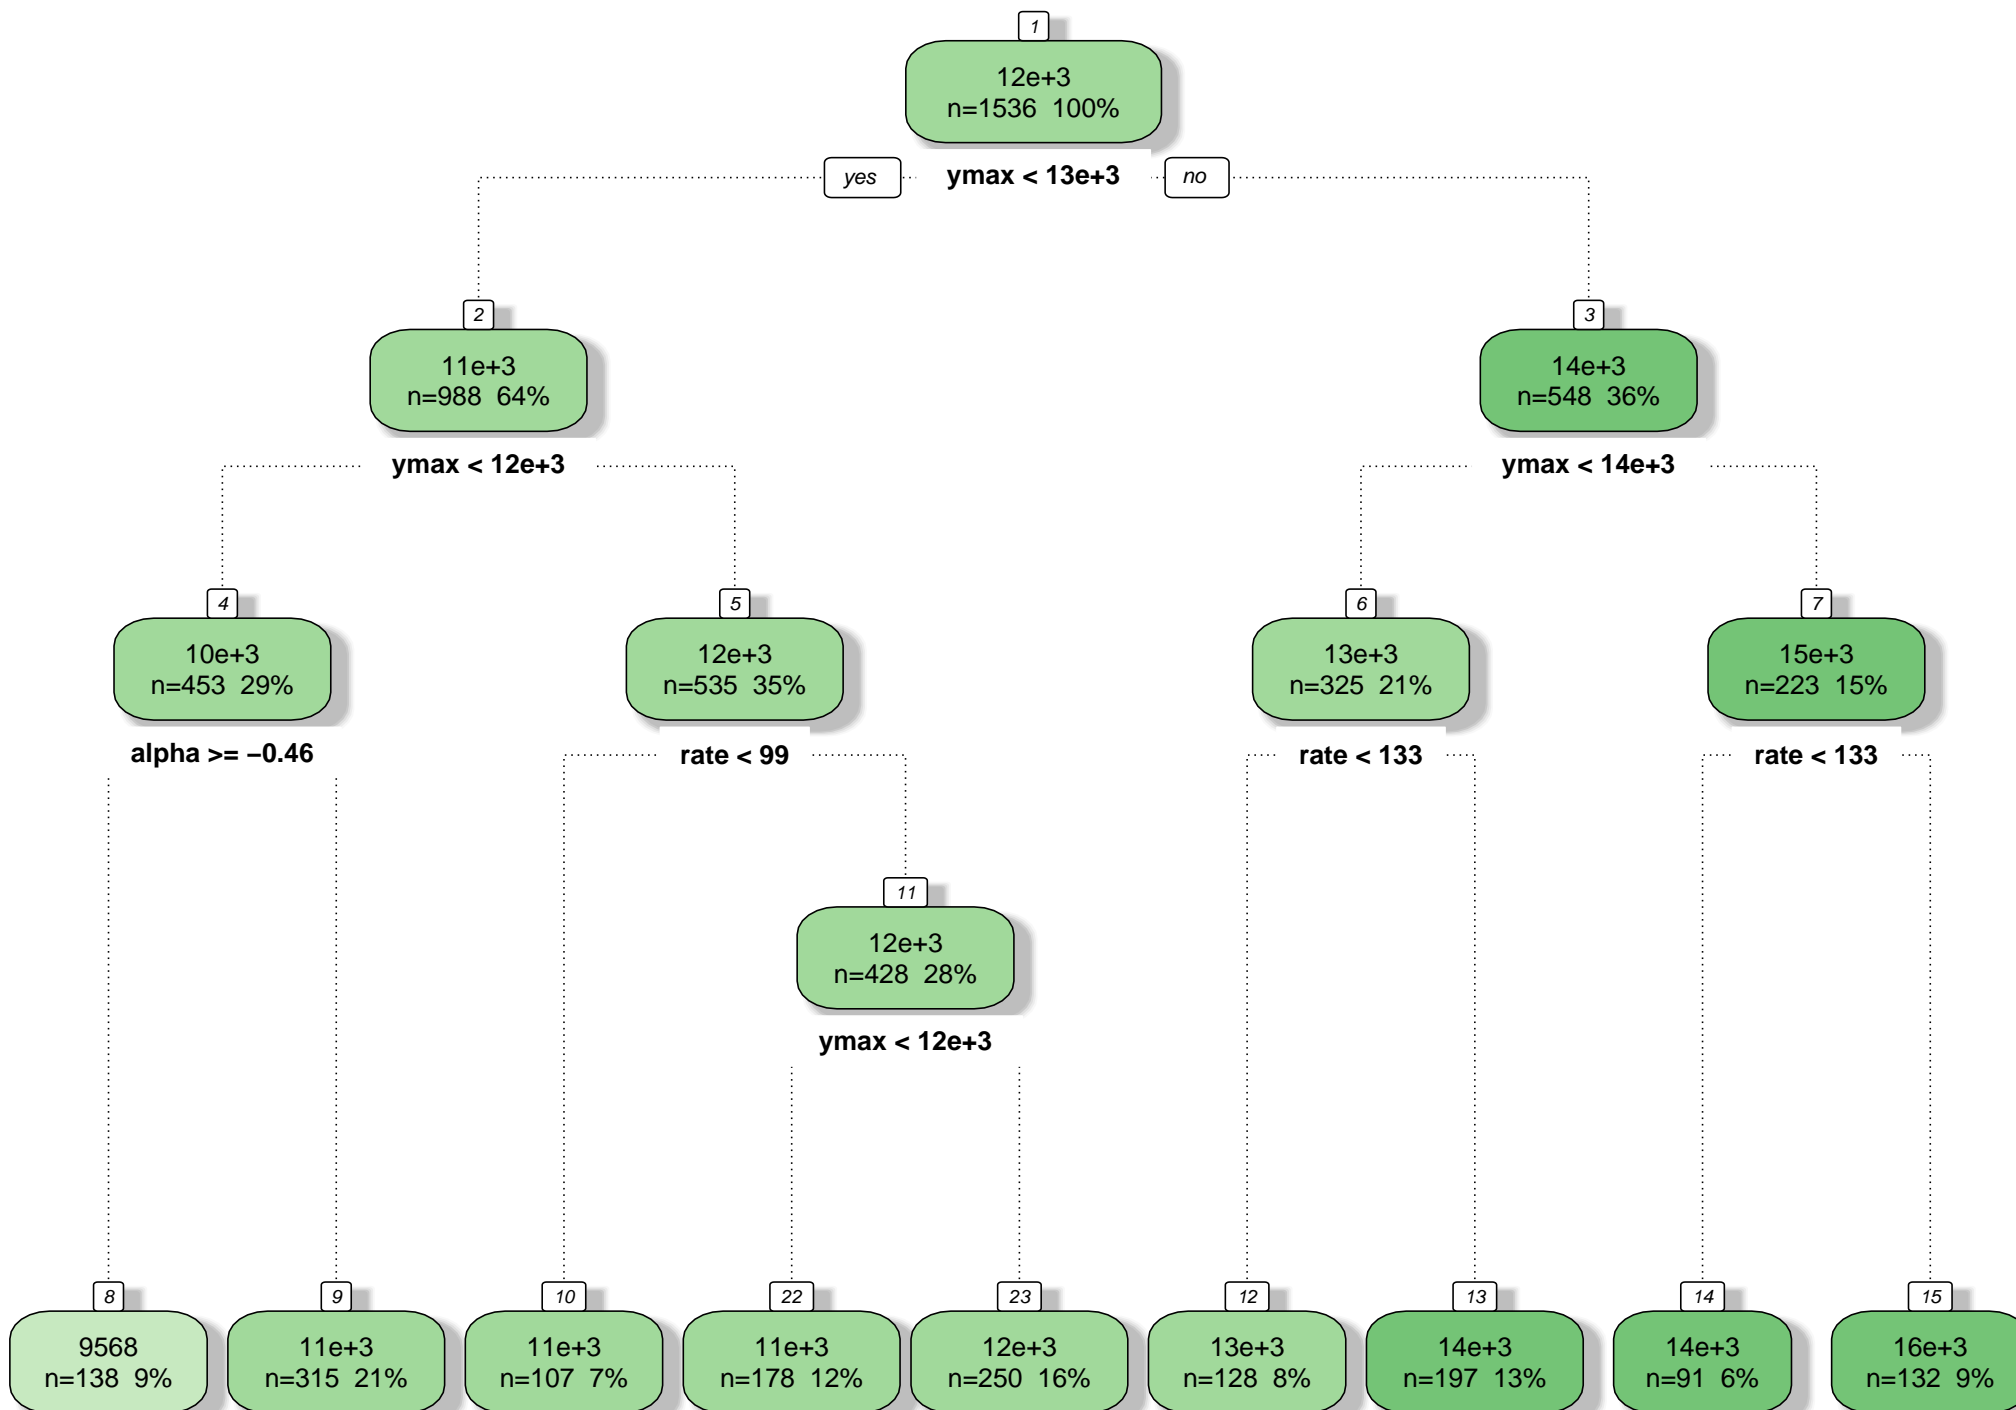 1
12e+3
n=1536 100%
yes ymax < 13e+3 no
2
11e+3
n=988 64%
ymax < 12e+3
3
14e+3
n=548 36%
ymax < 14e+3
4
10e+3
n=453 29%
alpha >= −0.46
5
12e+3
n=535 35%
rate < 99
6
13e+3
n=325 21%
rate < 133
7
15e+3
n=223 15%
rate < 133
11
12e+3
n=428 28%
ymax < 12e+3
8
9568
n=138 9%
9
11e+3
n=315 21%
10
11e+3
n=107 7%
22
11e+3
n=178 12%
23
12e+3
n=250 16%
12
13e+3
n=128 8%
13
14e+3
n=197 13%
14
14e+3
n=91 6%
15
16e+3
n=132 9%